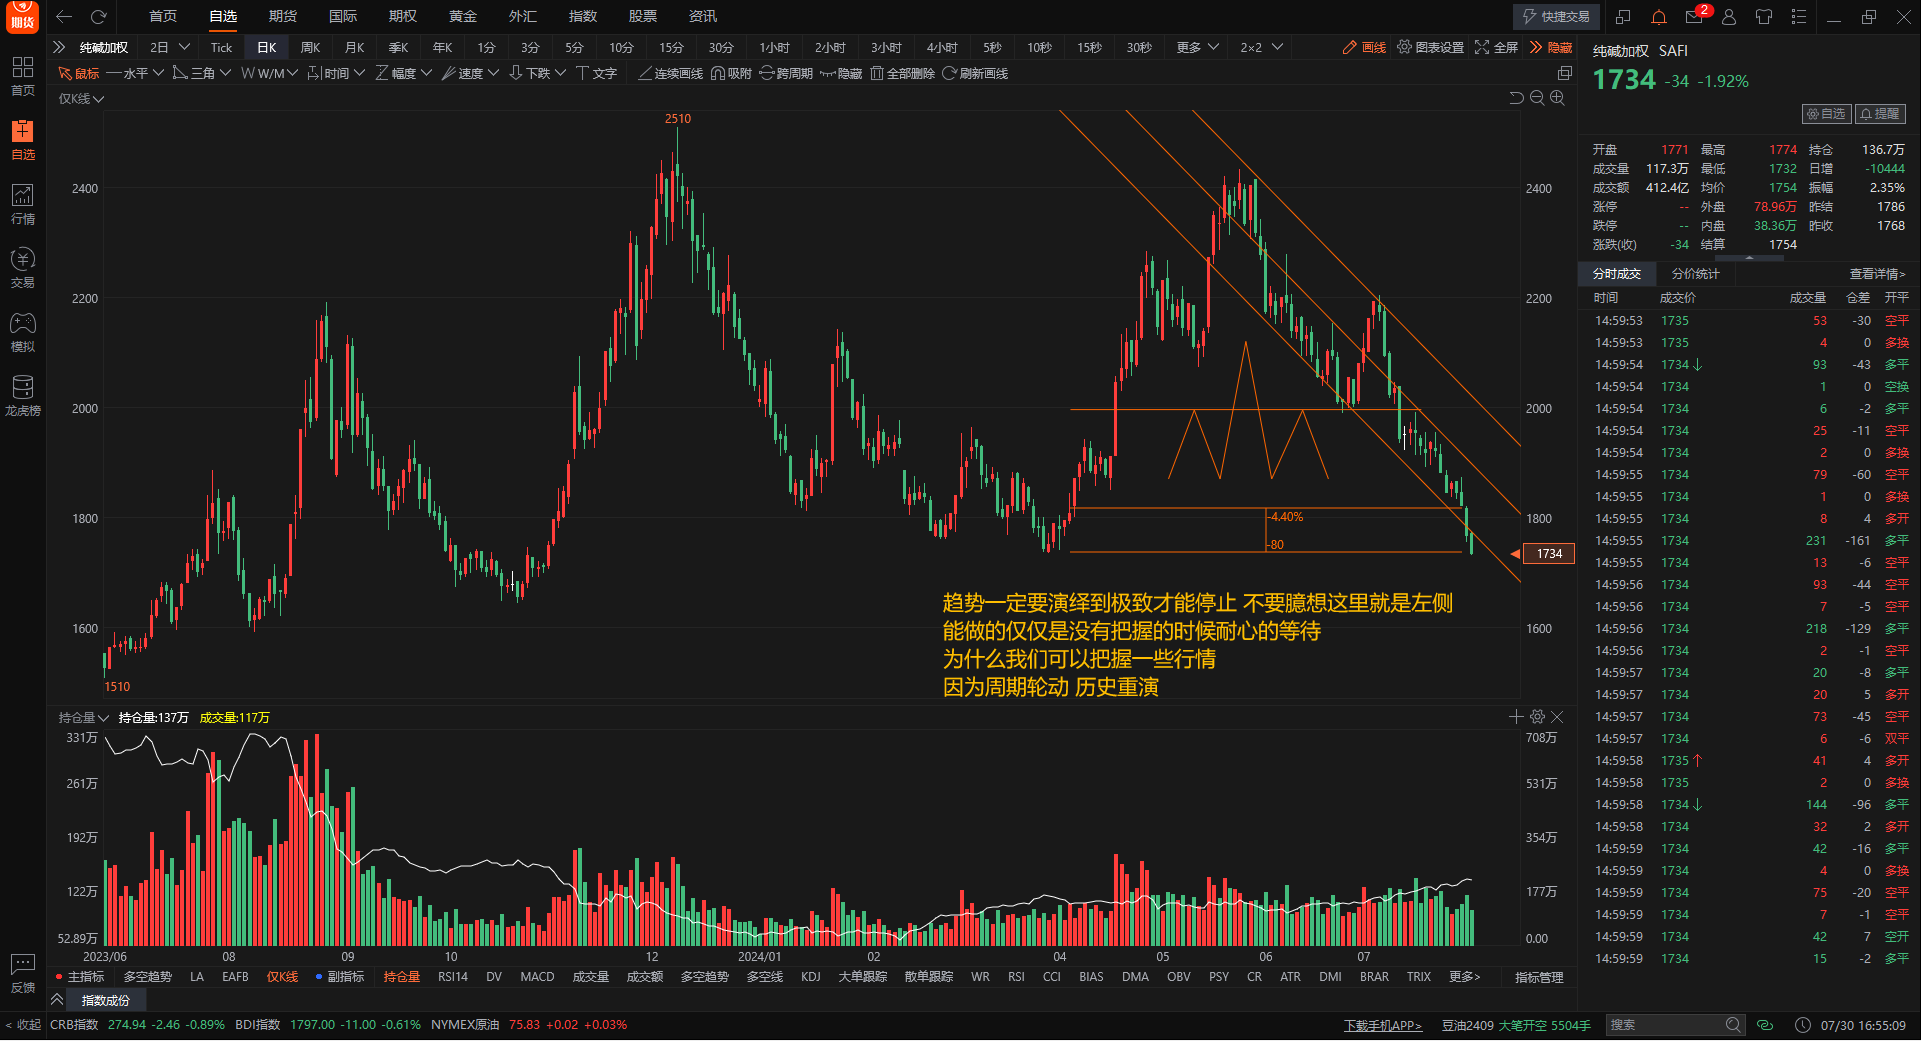 期货
首页 自选 期货 国际 期权 黄金 外汇 指数 股票 资讯
快捷交易 2
纯碱加权 2日 Tick 日K 周K 月K 季K 年K 1分 3分 5分 10分 15分 30分 1小时 2小时 3小时 4小时 5秒 10秒 15秒 30秒 更多 2×2 画线 图表设置 全屏 隐藏
鼠标 水平 三角 W/M 时间 幅度 速度 下跌 文字 连续画线 吸附 跨周期 隐藏 全部删除 刷新画线
仅K线
首页
自选
行情
交易
模拟
龙虎榜
反馈
2510
2400 2400
2200 2200
2000 2000
1800 1800
1600 1600
-4.40%
-80
1734
1510
趋势一定要演绎到极致才能停止 不要臆想这里就是左侧
能做的仅仅是没有把握的时候耐心的等待
为什么我们可以把握一些行情
因为周期轮动 历史重演
持仓量 持仓量:137万 成交量:117万
331万 708万
261万 531万
192万 354万
122万 177万
52.89万 0.00
2023/06 08 09 10 12 2024/01 02 04 05 06 07
主指标 多空趋势 LA EAFB 仅K线 副指标 持仓量 RSI14 DV MACD 成交量 成交额 多空趋势 多空线 KDJ 大单跟踪 散单跟踪 WR RSI CCI BIAS DMA OBV PSY CR ATR DMI BRAR TRIX 更多> 指标管理
指数成份
纯碱加权 SAFI
1734 -34 -1.92%
自选 提醒
开盘 1771 最高 1774 持仓 136.7万
成交量 117.3万 最低 1732 日增 -10444
成交额 412.4亿 均价 1754 振幅 2.35%
涨停 -- 外盘 78.96万 昨结 1786
跌停 -- 内盘 38.36万 昨收 1768
涨跌(收) -34 结算 1754
分时成交 分价统计 查看详情>
时间 成交价 成交量 仓差 开平
14:59:53 1735 53 -30 空平
14:59:53 1735 4 0 多换
14:59:54 1734↓ 93 -43 多平
14:59:54 1734 1 0 空换
14:59:54 1734 6 -2 多平
14:59:54 1734 25 -11 空平
14:59:54 1734 2 0 多换
14:59:55 1734 79 -60 空平
14:59:55 1734 1 0 多换
14:59:55 1734 8 4 多开
14:59:55 1734 231 -161 多平
14:59:55 1734 13 -6 空平
14:59:56 1734 93 -44 空平
14:59:56 1734 7 -5 空平
14:59:56 1734 218 -129 多平
14:59:56 1734 2 -1 空平
14:59:57 1734 20 -8 多平
14:59:57 1734 20 5 多开
14:59:57 1734 73 -45 空平
14:59:57 1734 6 -6 双平
14:59:58 1735↑ 41 4 多开
14:59:58 1735 2 0 多换
14:59:58 1734↓ 144 -96 多平
14:59:58 1734 32 2 多开
14:59:59 1734 42 -16 多平
14:59:59 1734 4 0 多换
14:59:59 1734 75 -20 空平
14:59:59 1734 7 -1 空平
14:59:59 1734 42 7 空开
14:59:59 1734 15 -2 多平
< 收起 CRB指数 274.94 -2.46 -0.89% BDI指数 1797.00 -11.00 -0.61% NYMEX原油 75.83 +0.02 +0.03% 下载手机APP> 豆油2409 大笔开空 5504手 搜索 07/30 16:55:09